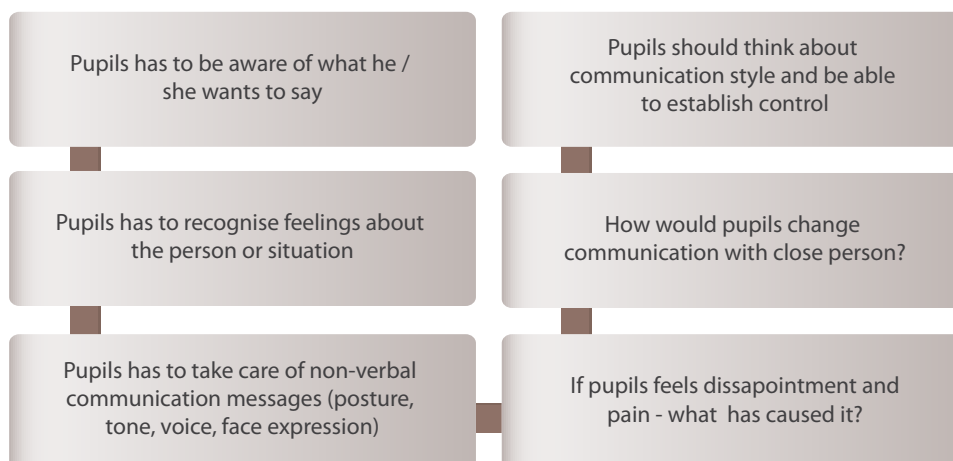 Pupils has to be aware of what he /
she wants to say
Pupils has to recognise feelings about
the person or situation
Pupils has to take care of non-verbal
communication messages (posture,
tone, voice, face expression)
If pupils feels dissapointment and
pain - what has caused it?
How would pupils change
communication with close person?
Pupils should think about
communication style and be able
to establish control